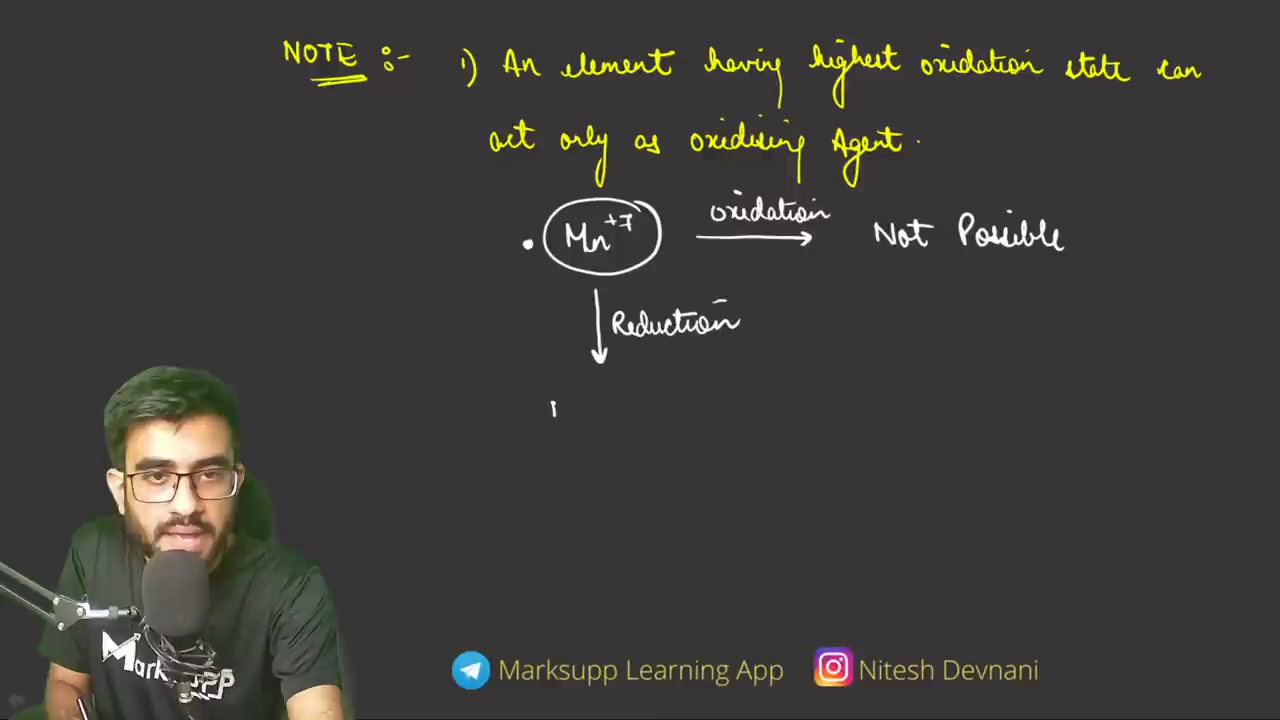 NOTE :- 1) An element having highest oxidation state can
act only as oxidising Agent.
• Mn+7 oxidation Not Possible
Reduction
Marksupp
Marksupp Learning App Nitesh Devnani